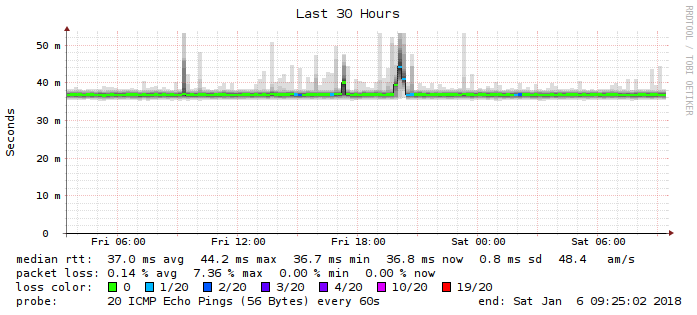 Last 30 Hours
RRDTOOL / TOBI OETIKER
Seconds
50 m
40 m
30 m
20 m
10 m
0
Fri 06:00 Fri 12:00 Fri 18:00 Sat 00:00 Sat 06:00
median rtt: 37.0 ms avg 44.2 ms max 36.7 ms min 36.8 ms now 0.8 ms sd 48.4 am/s
packet loss: 0.14 % avg 7.36 % max 0.00 % min 0.00 % now
loss color: 0 1/20 2/20 3/20 4/20 10/20 19/20
probe: 20 ICMP Echo Pings (56 Bytes) every 60s end: Sat Jan 6 09:25:02 2018